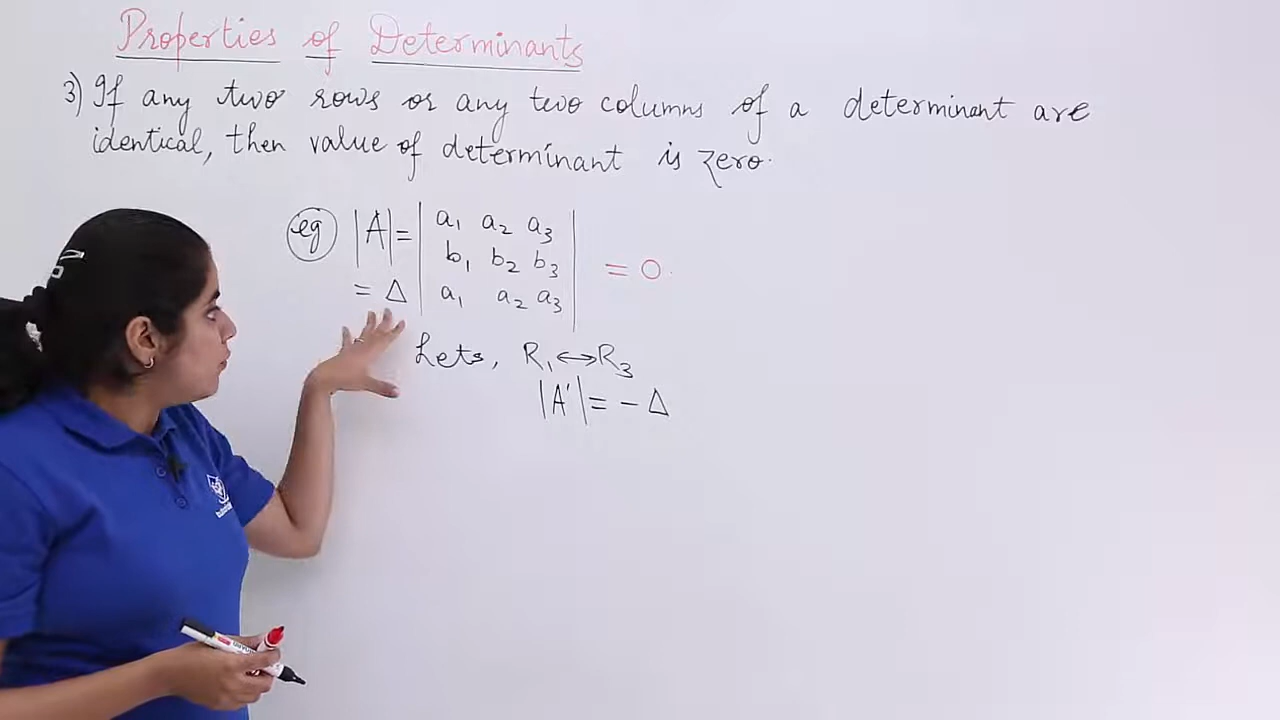 Properties of Determinants
3) If any two rows or any two columns of a determinant are
identical, then value of determinant is zero.
eg |A| = | a₁ a₂ a₃ |
| b₁ b₂ b₃ | = 0.
= Δ | a₁ a₂ a₃ |
Lets, R₁ ↔ R₃
|A'| = - Δ